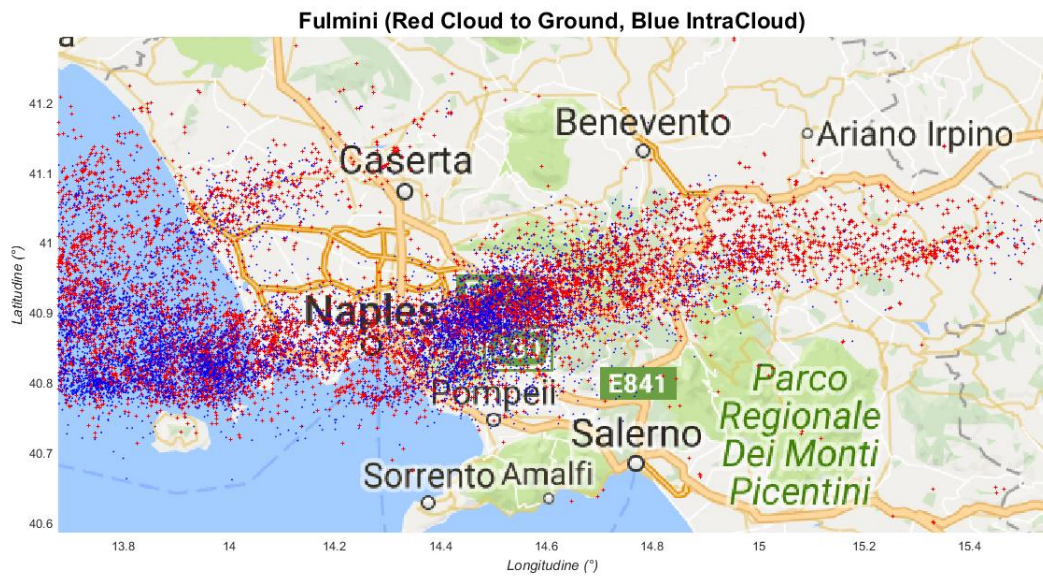 Fulmini (Red Cloud to Ground, Blue IntraCloud)
a
41.2
Benevento
Ariano Irpino
Caserta
41.1
41
Latitudine (°)
40.9
Naples
40.8
E841
Pompeii
Parco
Regionale
Dei Monti
Picentini
40.7
Salerno
Sorrento
Amalfi
40.6
13.8
14
14.2
14.4
14.6
14.8
15
15.2
15.4
Longitudine (°)